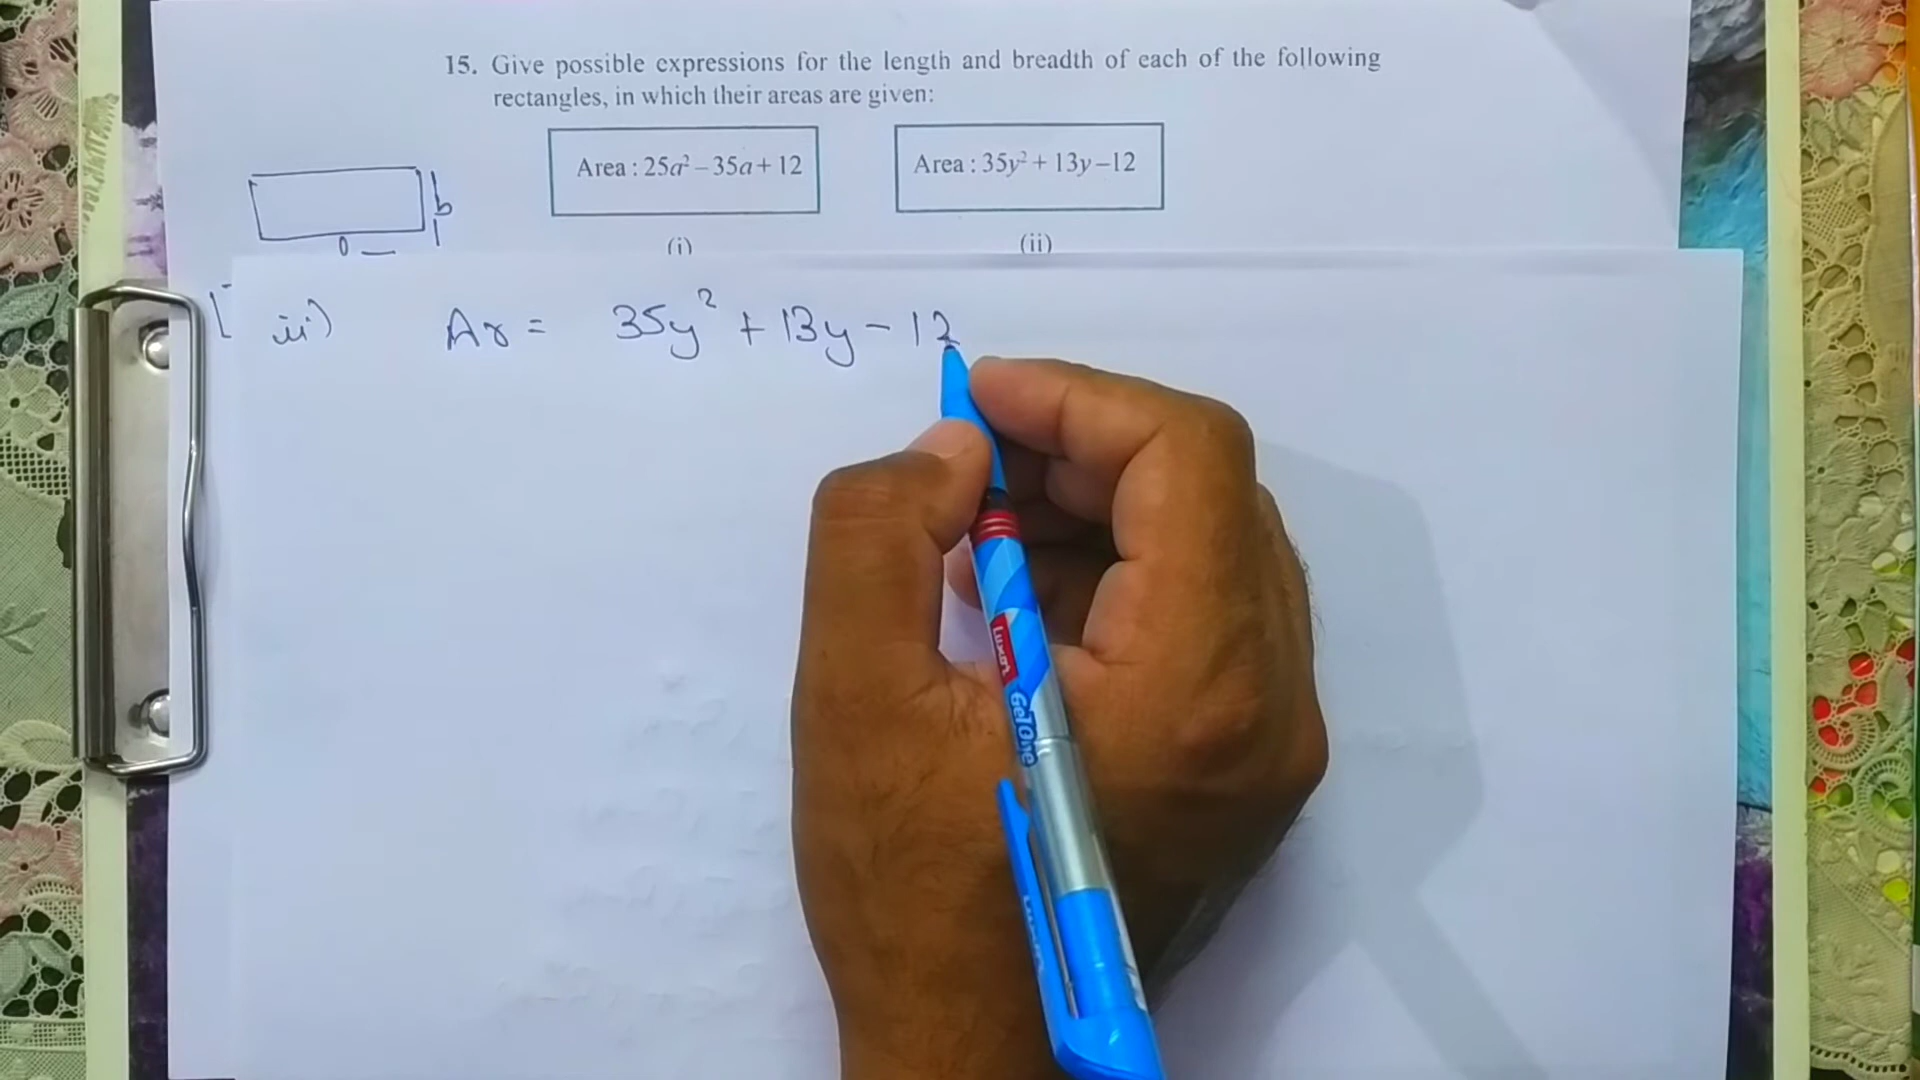 15. Give possible expressions for the length and breadth of each of the following
rectangles, in which their areas are given:
Area : 25a² – 35a + 12
Area : 35y² + 13y – 12
b
(i)
(ii)
ii) Ar = 35y² + 13y - 12
Luxor
GelOne